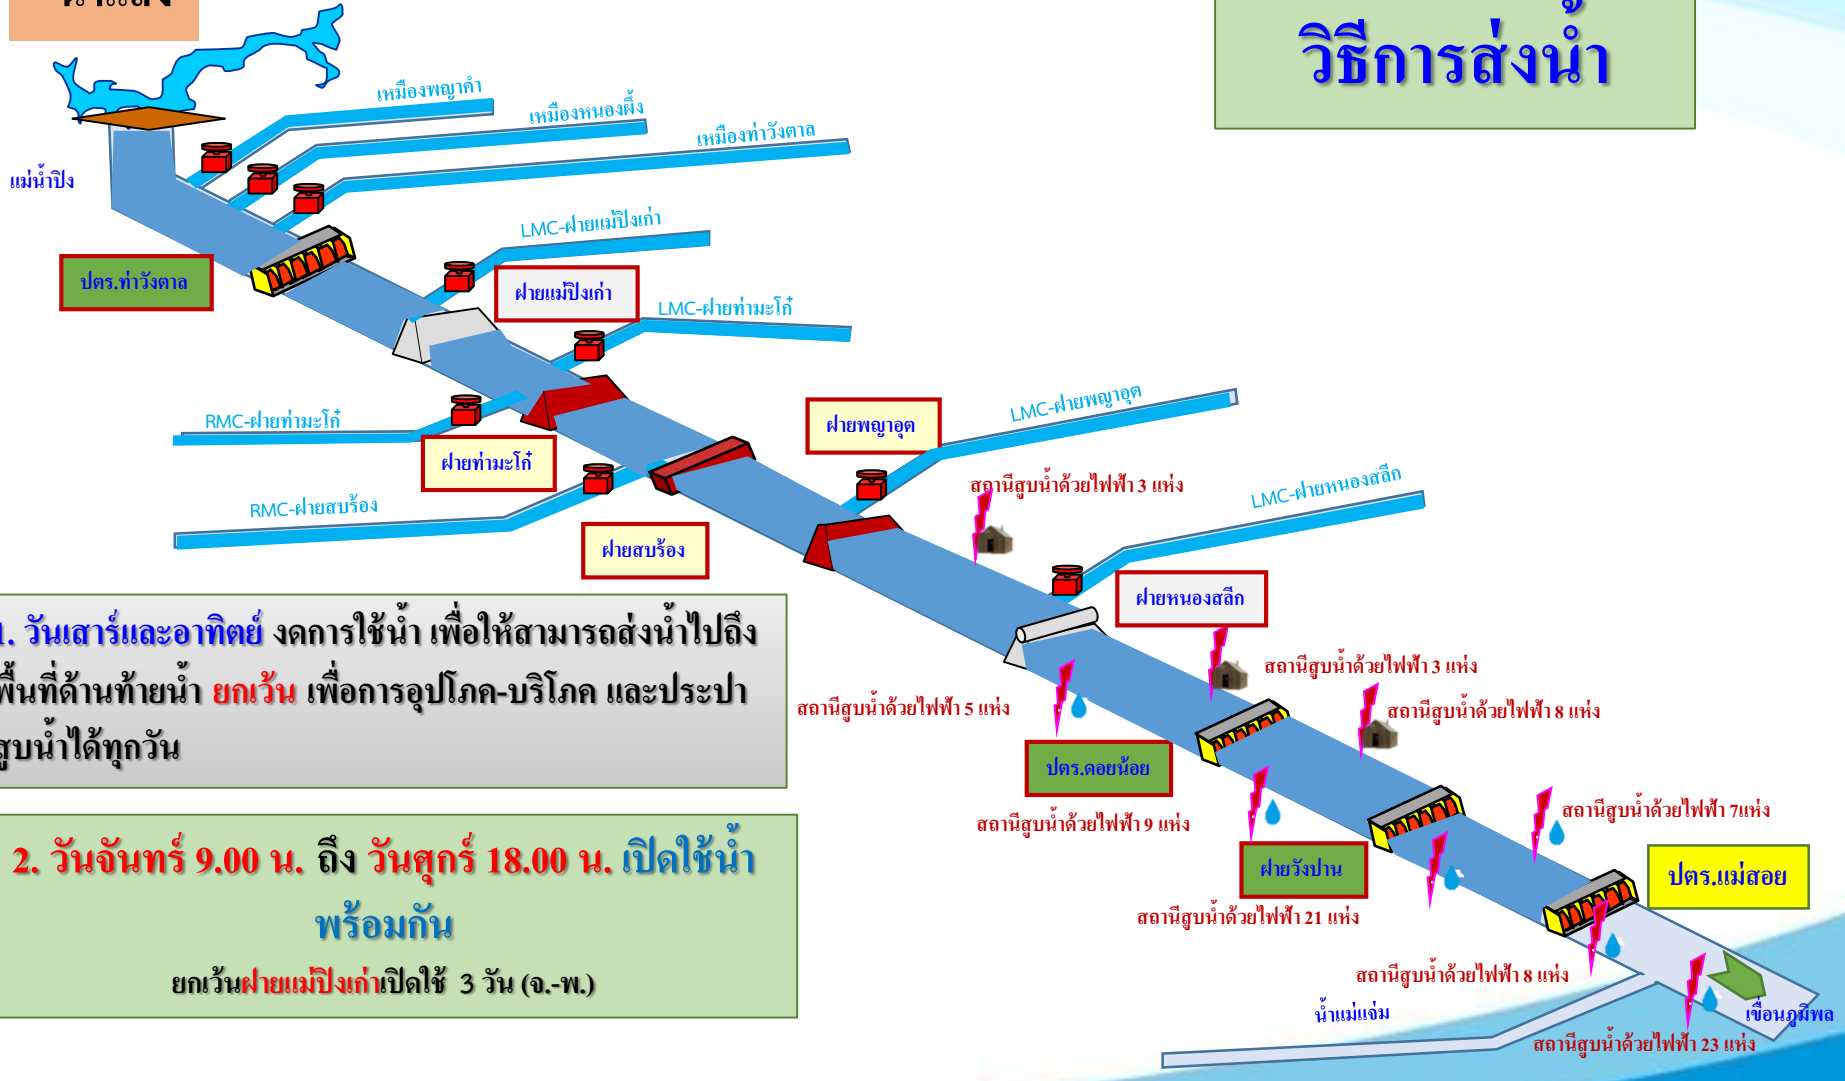 วิธีการส่งน้ำ
เหมืองพญาคำ
เหมืองหนองผึ้ง
เหมืองท่าวังตาล
แม่น้ำปิง
LMC-ฝายแม่ปิงเก่า
ปตร.ท่าวังตาล
ฝายแม่ปิงเก่า
LMC-ฝายท่ามะโก๋
RMC-ฝายท่ามะโก๋
ฝายท่ามะโก๋
ฝายพญาอุต
LMC-ฝายพญาอุต
สถานีสูบน้ำด้วยไฟฟ้า 3 แห่ง
LMC-ฝายหนองสลีก
RMC-ฝายสบร้อง
ฝายสบร้อง
ฝายหนองสลีก
1. วันเสาร์และอาทิตย์ งดการใช้น้ำ เพื่อให้สามารถส่งน้ำไปถึง
พื้นที่ด้านท้ายน้ำ ยกเว้น เพื่อการอุปโภค-บริโภค และประปา
สูบน้ำได้ทุกวัน
สถานีสูบน้ำด้วยไฟฟ้า 3 แห่ง
สถานีสูบน้ำด้วยไฟฟ้า 5 แห่ง
สถานีสูบน้ำด้วยไฟฟ้า 8 แห่ง
ปตร.ดอยน้อย
สถานีสูบน้ำด้วยไฟฟ้า 9 แห่ง
สถานีสูบน้ำด้วยไฟฟ้า 7แห่ง
2. วันจันทร์ 9.00 น. ถึง วันศุกร์ 18.00 น. เปิดใช้น้ำ
พร้อมกัน
ยกเว้นฝายแม่ปิงเก่าเปิดใช้ 3 วัน (จ.-พ.)
ฝายวังปาน
ปตร.แม่สอย
สถานีสูบน้ำด้วยไฟฟ้า 21 แห่ง
สถานีสูบน้ำด้วยไฟฟ้า 8 แห่ง
น้ำแม่แจ่ม
เขื่อนภูมิพล
สถานีสูบน้ำด้วยไฟฟ้า 23 แห่ง